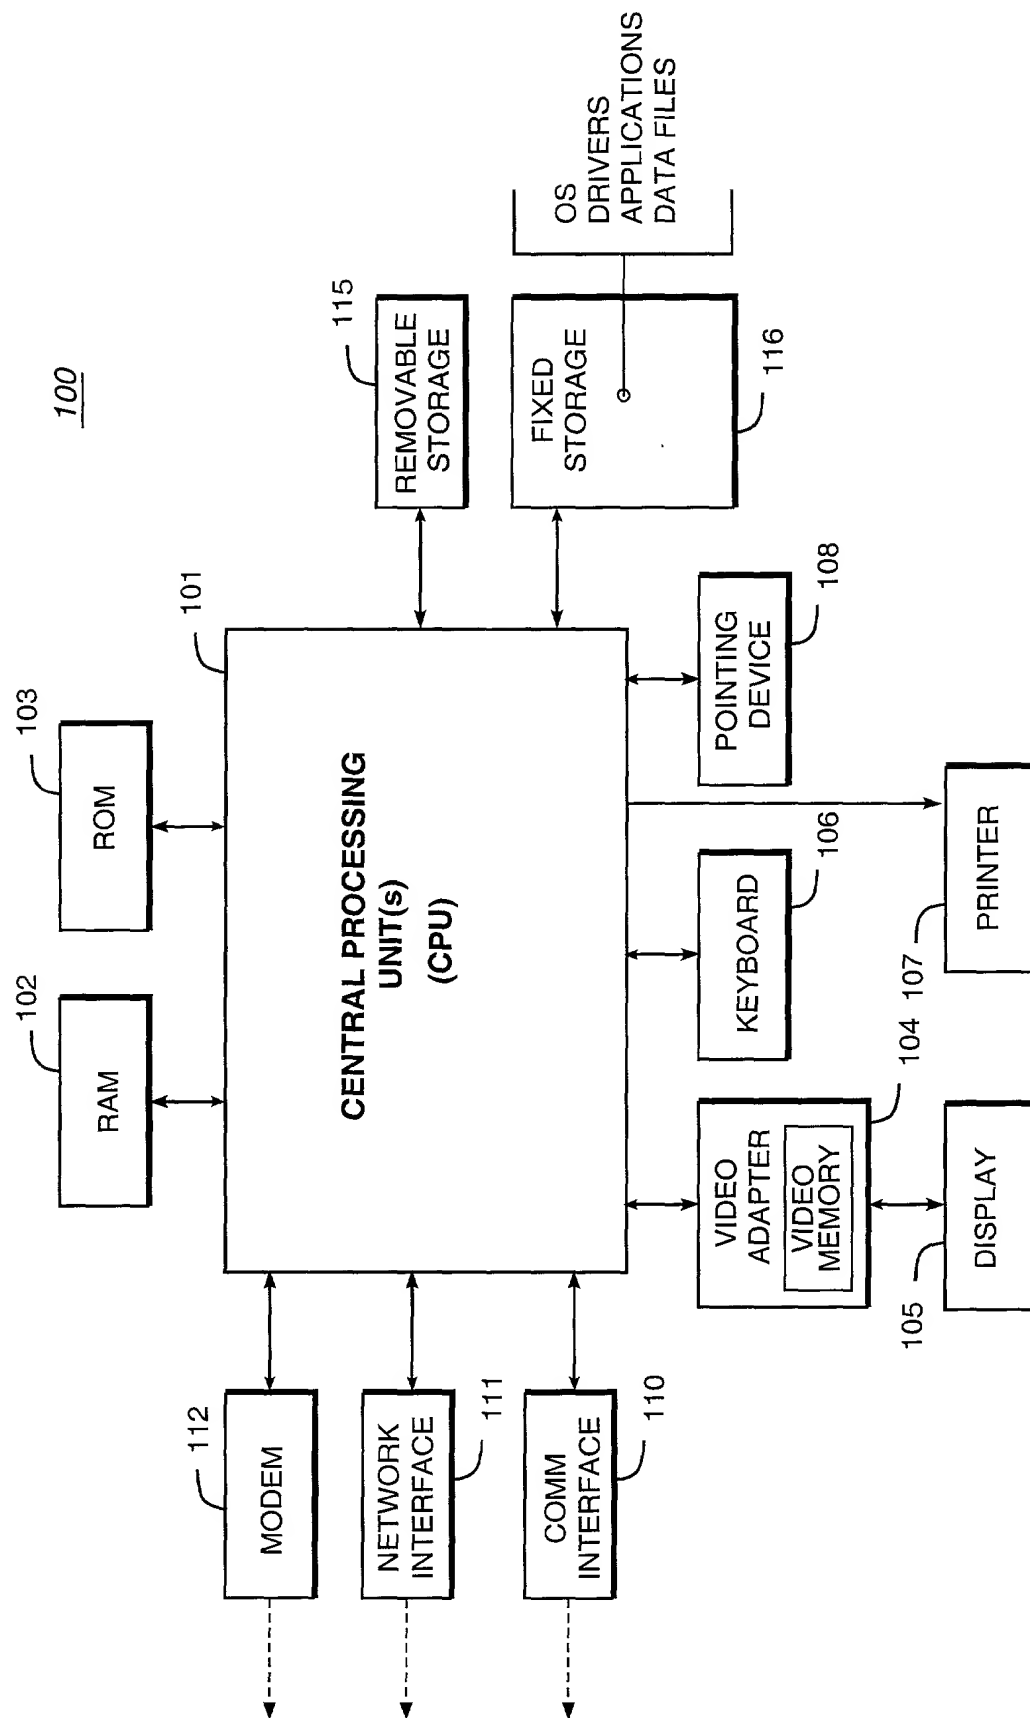 100
102
RAM
103
ROM
101
CENTRAL PROCESSING
UNIT(s)
(CPU)
112
MODEM
NETWORK
INTERFACE
111
COMM
INTERFACE
110
115
REMOVABLE
STORAGE
FIXED
STORAGE
116
OS
DRIVERS
APPLICATIONS
DATA FILES
VIDEO
ADAPTER
VIDEO
MEMORY
104
KEYBOARD
106
POINTING
DEVICE
108
105
DISPLAY
107
PRINTER